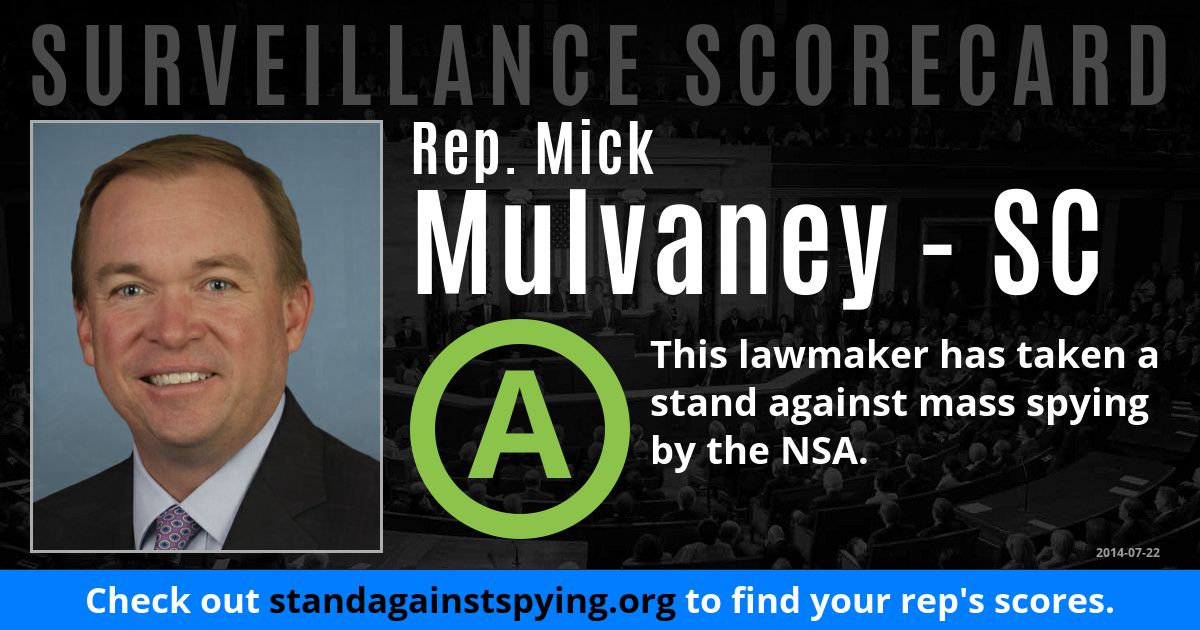 SURVEILLANCE SCORECARD
Rep. Mick
Mulvaney - SC
A
This lawmaker has taken a
stand against mass spying
by the NSA.
2014-07-22
Check out standagainstspying.org to find your rep's scores.